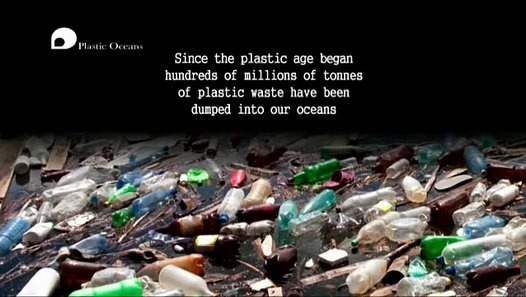 Plastic Oceans
Since the plastic age began
hundreds of millions of tonnes
of plastic waste have been
dumped into our oceans